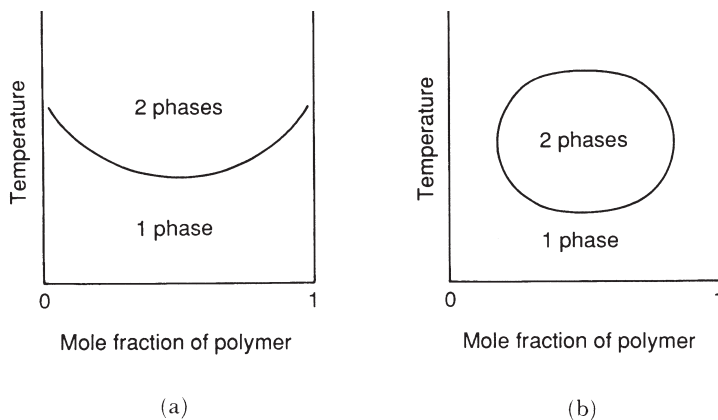 Temperature
2 phases
1 phase
0
1
Mole fraction of polymer
(a)
Temperature
2 phases
1 phase
0
1
Mole fraction of polymer
(b)